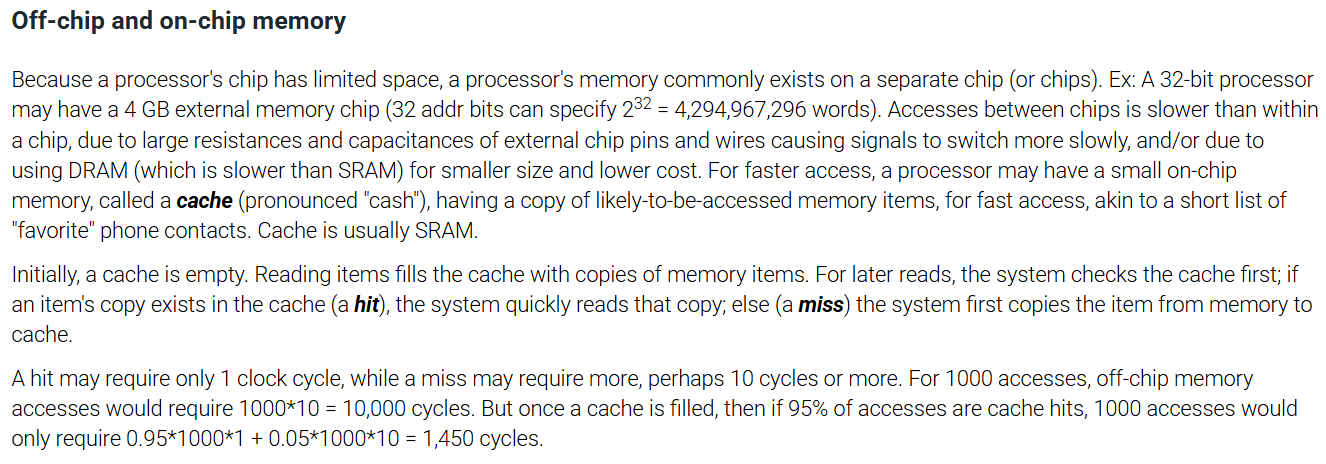 Off-chip and on-chip memory
Because a processor's chip has limited space, a processor's memory commonly exists on a separate chip (or chips). Ex: A 32-bit processor
may have a 4 GB external memory chip (32 addr bits can specify 2³² = 4,294,967,296 words). Accesses between chips is slower than within
a chip, due to large resistances and capacitances of external chip pins and wires causing signals to switch more slowly, and/or due to
using DRAM (which is slower than SRAM) for smaller size and lower cost. For faster access, a processor may have a small on-chip
memory, called a cache (pronounced "cash"), having a copy of likely-to-be-accessed memory items, for fast access, akin to a short list of
"favorite" phone contacts. Cache is usually SRAM.
Initially, a cache is empty. Reading items fills the cache with copies of memory items. For later reads, the system checks the cache first; if
an item's copy exists in the cache (a hit), the system quickly reads that copy; else (a miss) the system first copies the item from memory to
cache.
A hit may require only 1 clock cycle, while a miss may require more, perhaps 10 cycles or more. For 1000 accesses, off-chip memory
accesses would require 1000*10 = 10,000 cycles. But once a cache is filled, then if 95% of accesses are cache hits, 1000 accesses would
only require 0.95*1000*1 + 0.05*1000*10 = 1,450 cycles.